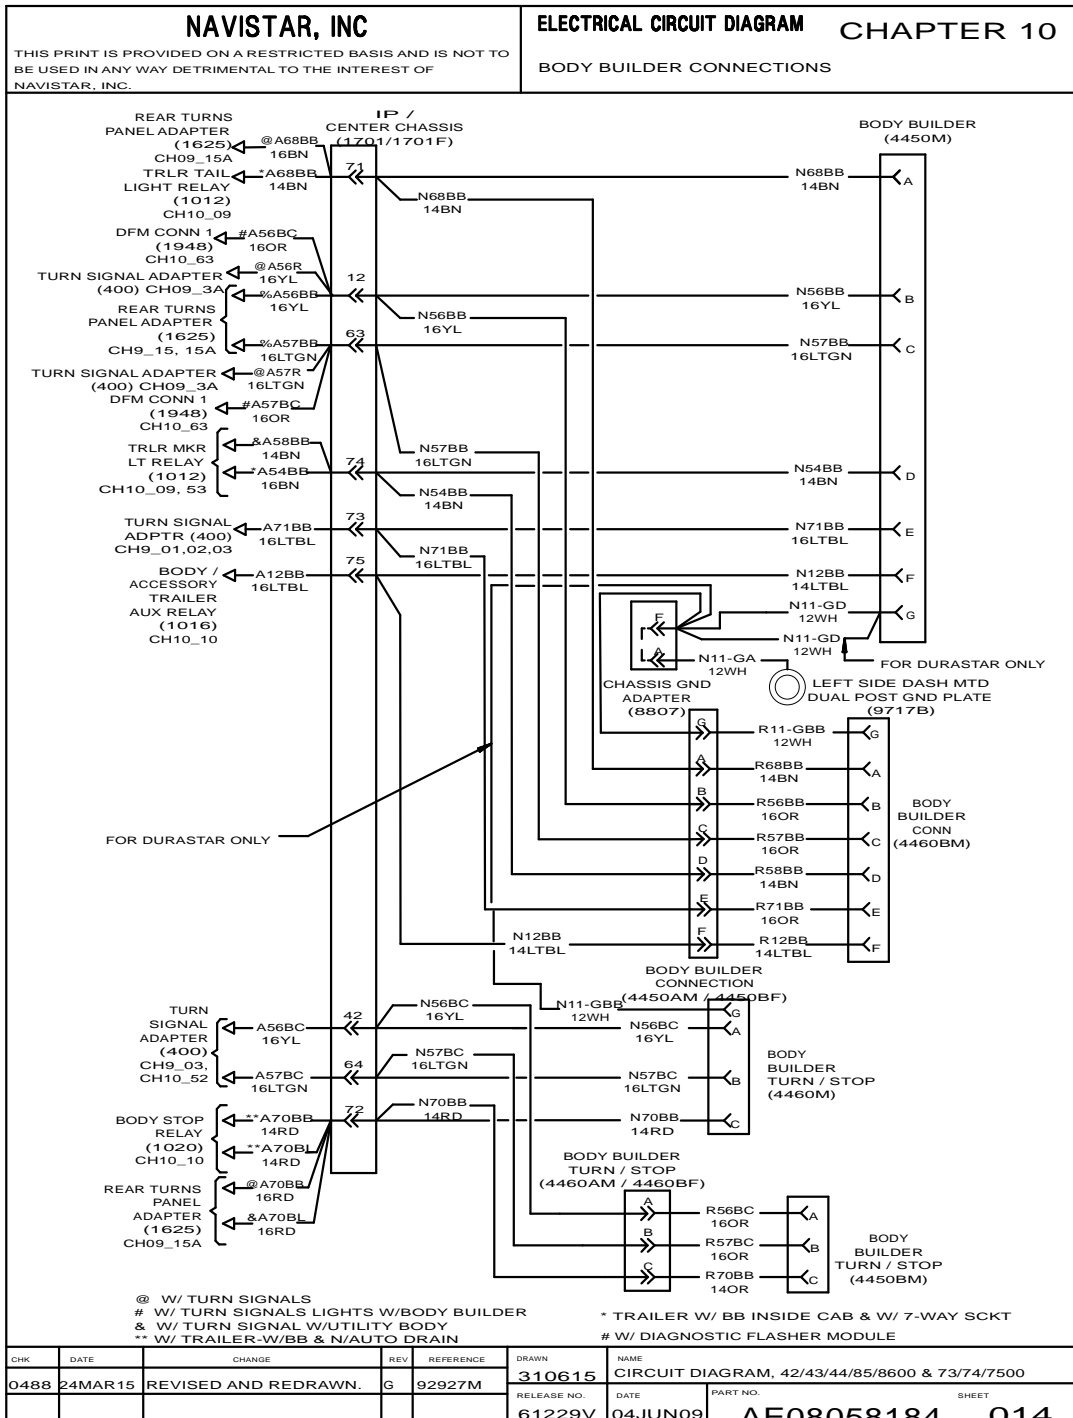 NAVISTAR, INC
THIS PRINT IS PROVIDED ON A RESTRICTED BASIS AND IS NOT TO
BE USED IN ANY WAY DETRIMENTAL TO THE INTEREST OF
NAVISTAR, INC.
ELECTRICAL CIRCUIT DIAGRAM
CHAPTER 10
BODY BUILDER CONNECTIONS
REAR TURNS
PANEL ADAPTER
(1625)
CH09_15A
@A68BB
16BN
TRLR TAIL
LIGHT RELAY
(1012)
CH10_09
*A68BB
14BN
DFM CONN 1
(1948)
CH10_63
#A56BC
16OR
TURN SIGNAL ADAPTER
(400) CH09_3A
@A56R
16YL
REAR TURNS
PANEL ADAPTER
(1625)
CH9_15, 15A
%A56BB
16YL
%A57BB
16LTGN
TURN SIGNAL ADAPTER
(400) CH09_3A
@A57R
16LTGN
DFM CONN 1
(1948)
CH10_63
#A57BC
16OR
TRLR MKR
LT RELAY
(1012)
CH10_09, 53
&A58BB
14BN
*A54BB
16BN
TURN SIGNAL
ADPTR (400)
CH9_01,02,03
A71BB
16LTBL
BODY /
ACCESSORY
TRAILER
AUX RELAY
(1016)
CH10_10
A12BB
16LTBL
IP /
CENTER CHASSIS
(1701/1701F)
71
12
63
74
73
75
42
64
72
N68BB
14BN
N56BB
16YL
N57BB
16LTGN
N54BB
14BN
N71BB
16LTBL
BODY BUILDER
(4450M)
N68BB
14BN
A
N56BB
16YL
B
N57BB
16LTGN
C
N54BB
14BN
D
N71BB
16LTBL
E
N12BB
14LTBL
F
N11-GD
12WH
G
N11-GD
12WH
FOR DURASTAR ONLY
F
A
N11-GA
12WH
CHASSIS GND
ADAPTER
(8807)
LEFT SIDE DASH MTD
DUAL POST GND PLATE
(9717B)
G
R11-GBB
12WH
G
A
R68BB
14BN
A
B
R56BB
16OR
B
C
R57BB
16OR
C
D
R58BB
14BN
D
E
R71BB
16OR
E
F
R12BB
14LTBL
F
BODY
BUILDER
CONN
(4460BM)
FOR DURASTAR ONLY
N12BB
14LTBL
BODY BUILDER
CONNECTION
(4450AM / 4450BF)
N11-GBB
12WH
G
TURN
SIGNAL
ADAPTER
(400)
CH9_03,
CH10_52
A56BC
16YL
A57BC
16LTGN
N56BC
16YL
N57BC
16LTGN
N70BB
14RD
N56BC
16YL
A
N57BC
16LTGN
B
N70BB
14RD
C
BODY
BUILDER
TURN / STOP
(4460M)
BODY STOP
RELAY
(1020)
CH10_10
**A70BB
14RD
**A70BL
14RD
REAR TURNS
PANEL
ADAPTER
(1625)
CH09_15A
@A70BB
16RD
&A70BL
16RD
BODY BUILDER
TURN / STOP
(4460AM / 4460BF)
A
R56BC
16OR
A
B
R57BC
16OR
B
C
R70BB
14OR
C
BODY
BUILDER
TURN / STOP
(4450BM)
@ W/ TURN SIGNALS
# W/ TURN SIGNALS LIGHTS W/BODY BUILDER
& W/ TURN SIGNAL W/UTILITY BODY
** W/ TRAILER-W/BB & N/AUTO DRAIN
* TRAILER W/ BB INSIDE CAB & W/ 7-WAY SCKT
# W/ DIAGNOSTIC FLASHER MODULE
CHK DATE CHANGE REV REFERENCE
0488 24MAR15 REVISED AND REDRAWN. G 92927M
DRAWN
310615
NAME
CIRCUIT DIAGRAM, 42/43/44/85/8600 & 73/74/7500
RELEASE NO.
61229V
DATE
04JUN09
PART NO.
AE08058184
SHEET
014